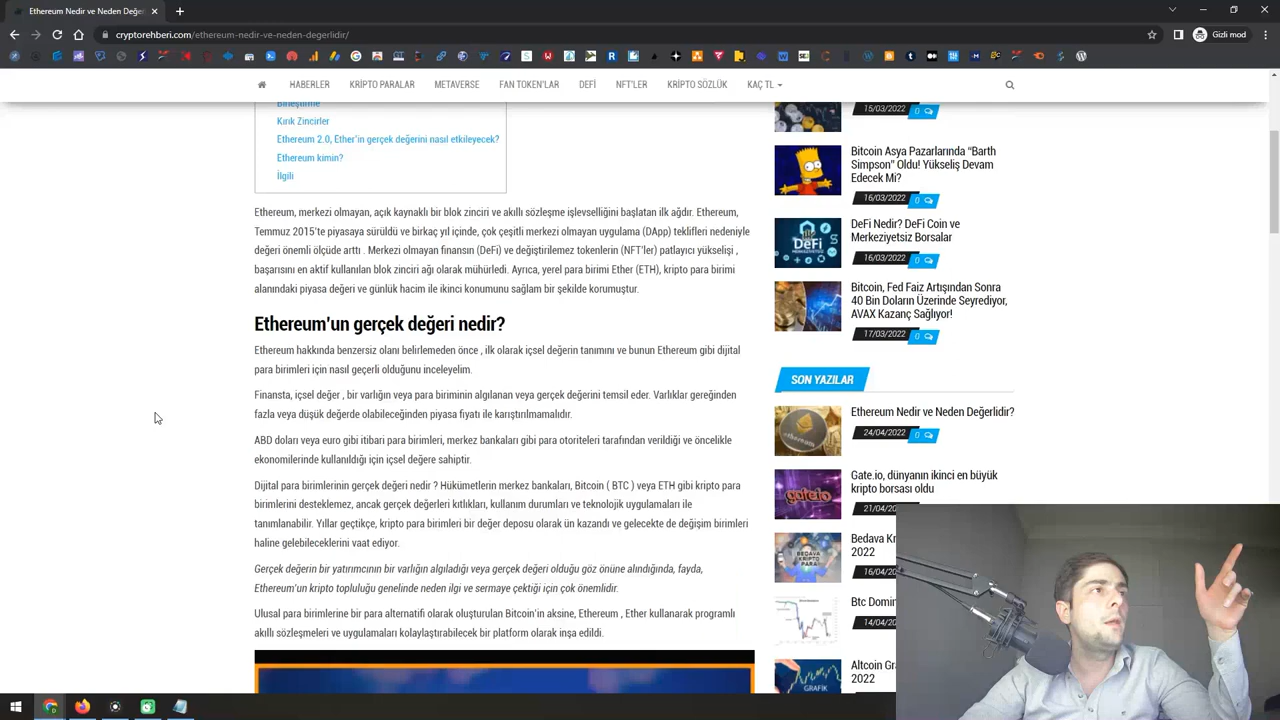 cryptorehberi.com/ethereum-nedir-ve-neden-degerlidir/
Gizli mod
HABERLER
KRİPTO PARALAR
METAVERSE
FAN TOKEN'LAR
DEFİ
NFT'LER
KRİPTO SÖZLÜK
KAÇ TL
Birleştirme
Kırık Zincirler
Ethereum 2.0, Ether'in gerçek değerini nasıl etkileyecek?
Ethereum kimin?
İlgili
Ethereum, merkezi olmayan, açık kaynaklı bir blok zinciri ve akıllı sözleşme işlevselliğini başlatan ilk ağdır. Ethereum,
Temmuz 2015'te piyasaya sürüldü ve birkaç yıl içinde, çok çeşitli merkezi olmayan uygulama (DApp) teklifleri nedeniyle
değeri önemli ölçüde arttı . Merkezi olmayan finansın (DeFi) ve değiştirilemez tokenlerin (NFT'ler) patlayıcı yükselişi ,
başarısını en aktif kullanılan blok zinciri ağı olarak mühürledi. Ayrıca, yerel para birimi Ether (ETH), kripto para birimi
alanındaki piyasa değeri ve günlük hacim ile ikinci konumunu sağlam bir şekilde korumuştur.
Ethereum'un gerçek değeri nedir?
Ethereum hakkında benzersiz olanı belirlemeden önce , ilk olarak içsel değerin tanımını ve bunun Ethereum gibi dijital
para birimleri için nasıl geçerli olduğunu inceleyelim.
Finansta, içsel değer , bir varlığın veya para biriminin algılanan veya gerçek değerini temsil eder. Varlıklar gereğinden
fazla veya düşük değerde olabileceğinden piyasa fiyatı ile karıştırılmamalıdır.
ABD doları veya euro gibi itibari para birimleri, merkez bankaları gibi para otoriteleri tarafından verildiği ve öncelikle
ekonomilerinde kullanıldığı için içsel değere sahiptir.
Dijital para birimlerinin gerçek değeri nedir ? Hükümetlerin merkez bankaları, Bitcoin ( BTC ) veya ETH gibi kripto para
birimlerini desteklemez, ancak gerçek değerleri kıtlıkları, kullanım durumları ve teknolojik uygulamaları ile
tanımlanabilir. Yıllar geçtikçe, kripto para birimleri bir değer deposu olarak ün kazandı ve gelecekte de değişim birimleri
haline gelebileceklerini vaat ediyor.
Gerçek değerin bir yatırımcının bir varlığın algıladığı veya gerçek değeri olduğu göz önüne alındığında, fayda,
Ethereum'un kripto topluluğu genelinde neden ilgi ve sermaye çektiği için çok önemlidir.
Ulusal para birimlerine bir para alternatifi olarak oluşturulan Bitcoin'in aksine, Ethereum , Ether kullanarak programlı
akıllı sözleşmeleri ve uygulamaları kolaylaştırabilecek bir platform olarak inşa edildi.
15/03/2022
0
Bitcoin Asya Pazarlarında “Barth
Simpson” Oldu! Yükseliş Devam
Edecek Mi?
16/03/2022
0
DeFi Nedir? DeFi Coin ve
Merkeziyetsiz Borsalar
16/03/2022
0
DeFi
Bitcoin, Fed Faiz Artışından Sonra
40 Bin Doların Üzerinde Seyrediyor,
AVAX Kazanç Sağlıyor!
17/03/2022
0
SON YAZILAR
Ethereum Nedir ve Neden Değerlidir?
24/04/2022
0
Gate.io, dünyanın ikinci en büyük
kripto borsası oldu
21/04/20
gate.io
Bedava Kr
2022
16/04
BEDAVA
KRİPTO
PARA
Btc Domin
14/04
Altcoin Gra
2022
GRAFİK